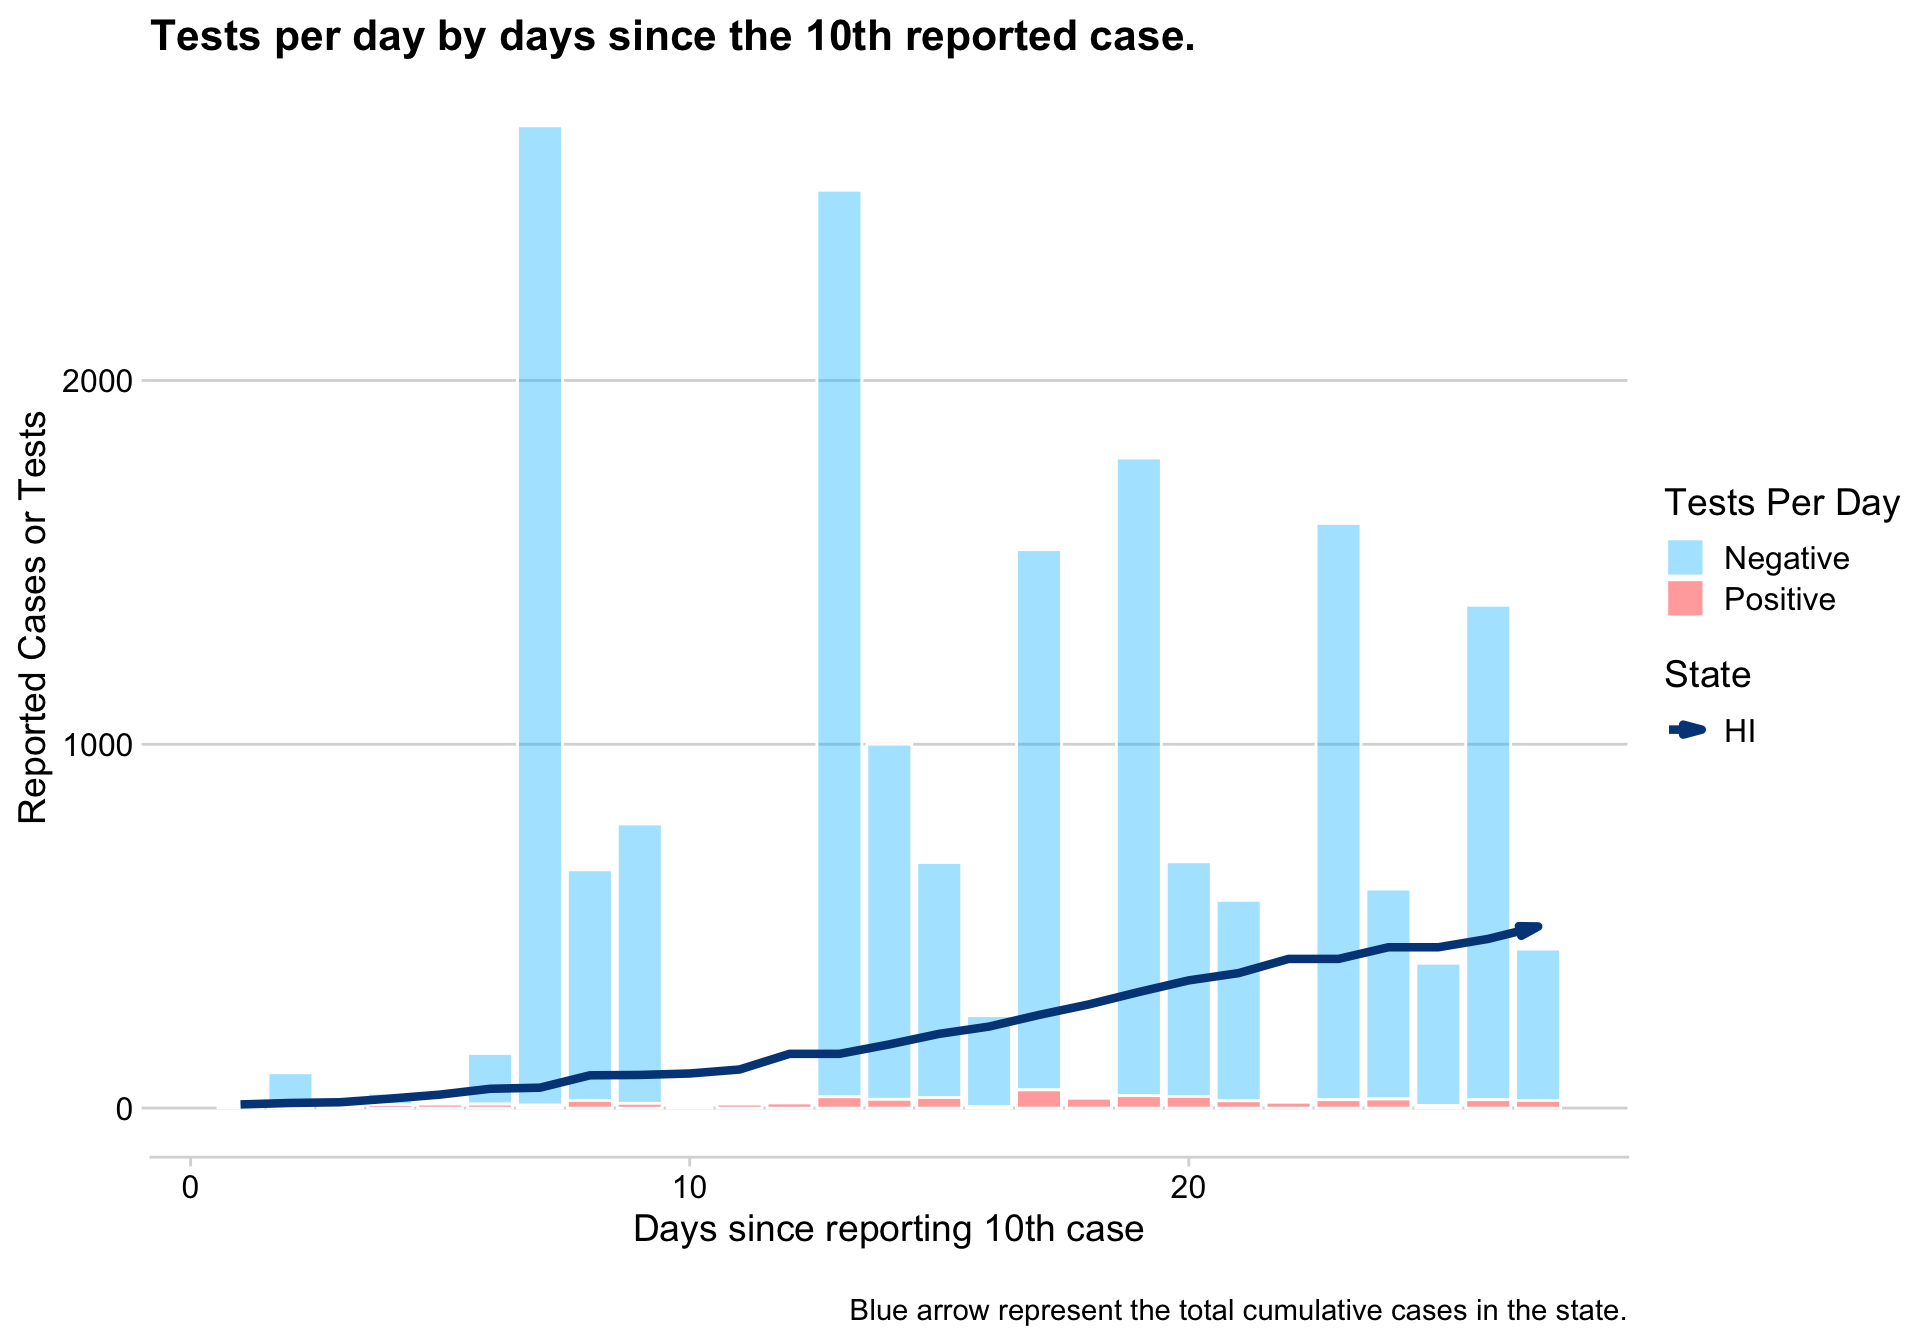 Tests per day by days since the 10th reported case.
Reported Cases or Tests
2000
1000
0
0 10 20
Days since reporting 10th case
Tests Per Day
Negative
Positive
State
HI
Blue arrow represent the total cumulative cases in the state.